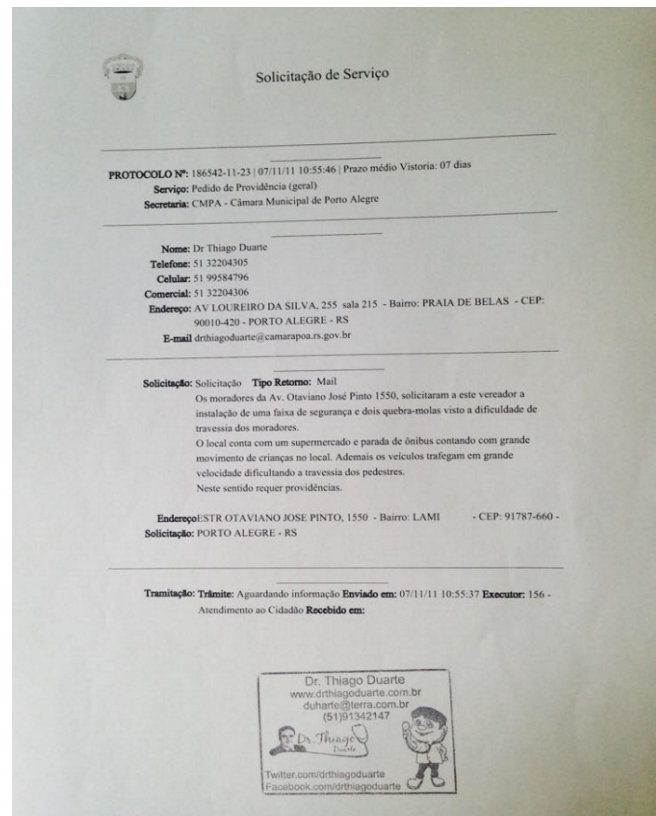 Solicitação de Serviço
PROTOCOLO Nº: 186542-11-23 | 07/11/11 10:55:46 | Prazo médio Vistoria: 07 dias
Serviço: Pedido de Providência (geral)
Secretaria: CMPA - Câmara Municipal de Porto Alegre
Nome: Dr Thiago Duarte
Telefone: 51 32204305
Celular: 51 99584796
Comercial: 51 32204306
Endereço: AV LOUREIRO DA SILVA, 255 sala 215 - Bairro: PRAIA DE BELAS - CEP:
90010-420 - PORTO ALEGRE - RS
E-mail drthiagoduarte@camarapoa.rs.gov.br
Solicitação: Solicitação Tipo Retorno: Mail
Os moradores da Av. Otaviano José Pinto 1550, solicitaram a este vereador a
instalação de uma faixa de segurança e dois quebra-molas visto a dificuldade de
travessia dos moradores.
O local conta com um supermercado e parada de ônibus contando com grande
movimento de crianças no local. Ademais os veículos trafegam em grande
velocidade dificultando a travessia dos pedestres.
Neste sentido requer providências.
EndereçoESTR OTAVIANO JOSE PINTO, 1550 - Bairro: LAMI - CEP: 91787-660 -
Solicitação: PORTO ALEGRE - RS
Tramitação: Trâmite: Aguardando informação Enviado em: 07/11/11 10:55:37 Executor: 156 -
Atendimento ao Cidadão Recebido em:
Dr. Thiago Duarte
www.drthiagoduarte.com.br
duharte@terra.com.br
(51)91342147
Dr. Thiago
Duarte
Twitter.com/drthiagoduarte
Facebook.com/drthiagoduarte